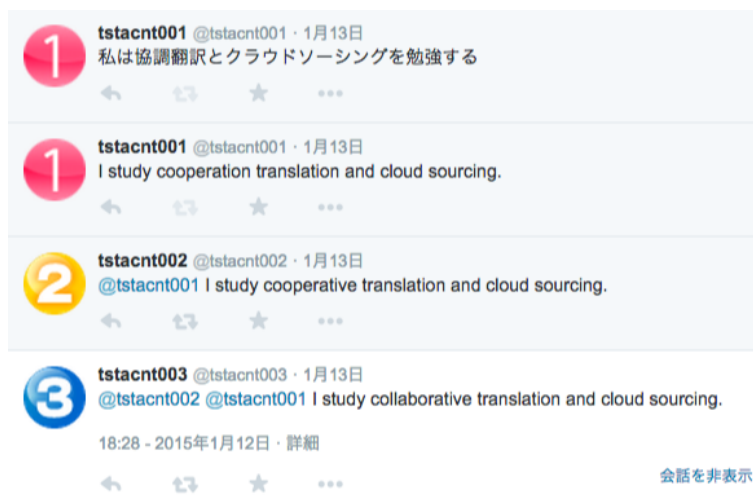 1
tstacnt001 @tstacnt001 · 1月13日
私は協調翻訳とクラウドソーシングを勉強する
1
tstacnt001 @tstacnt001 · 1月13日
I study cooperation translation and cloud sourcing.
2
tstacnt002 @tstacnt002 · 1月13日
@tstacnt001 I study cooperative translation and cloud sourcing.
3
tstacnt003 @tstacnt003 · 1月13日
@tstacnt002 @tstacnt001 I study collaborative translation and cloud sourcing.
18:28 - 2015年1月12日 · 詳細
会話を非表示